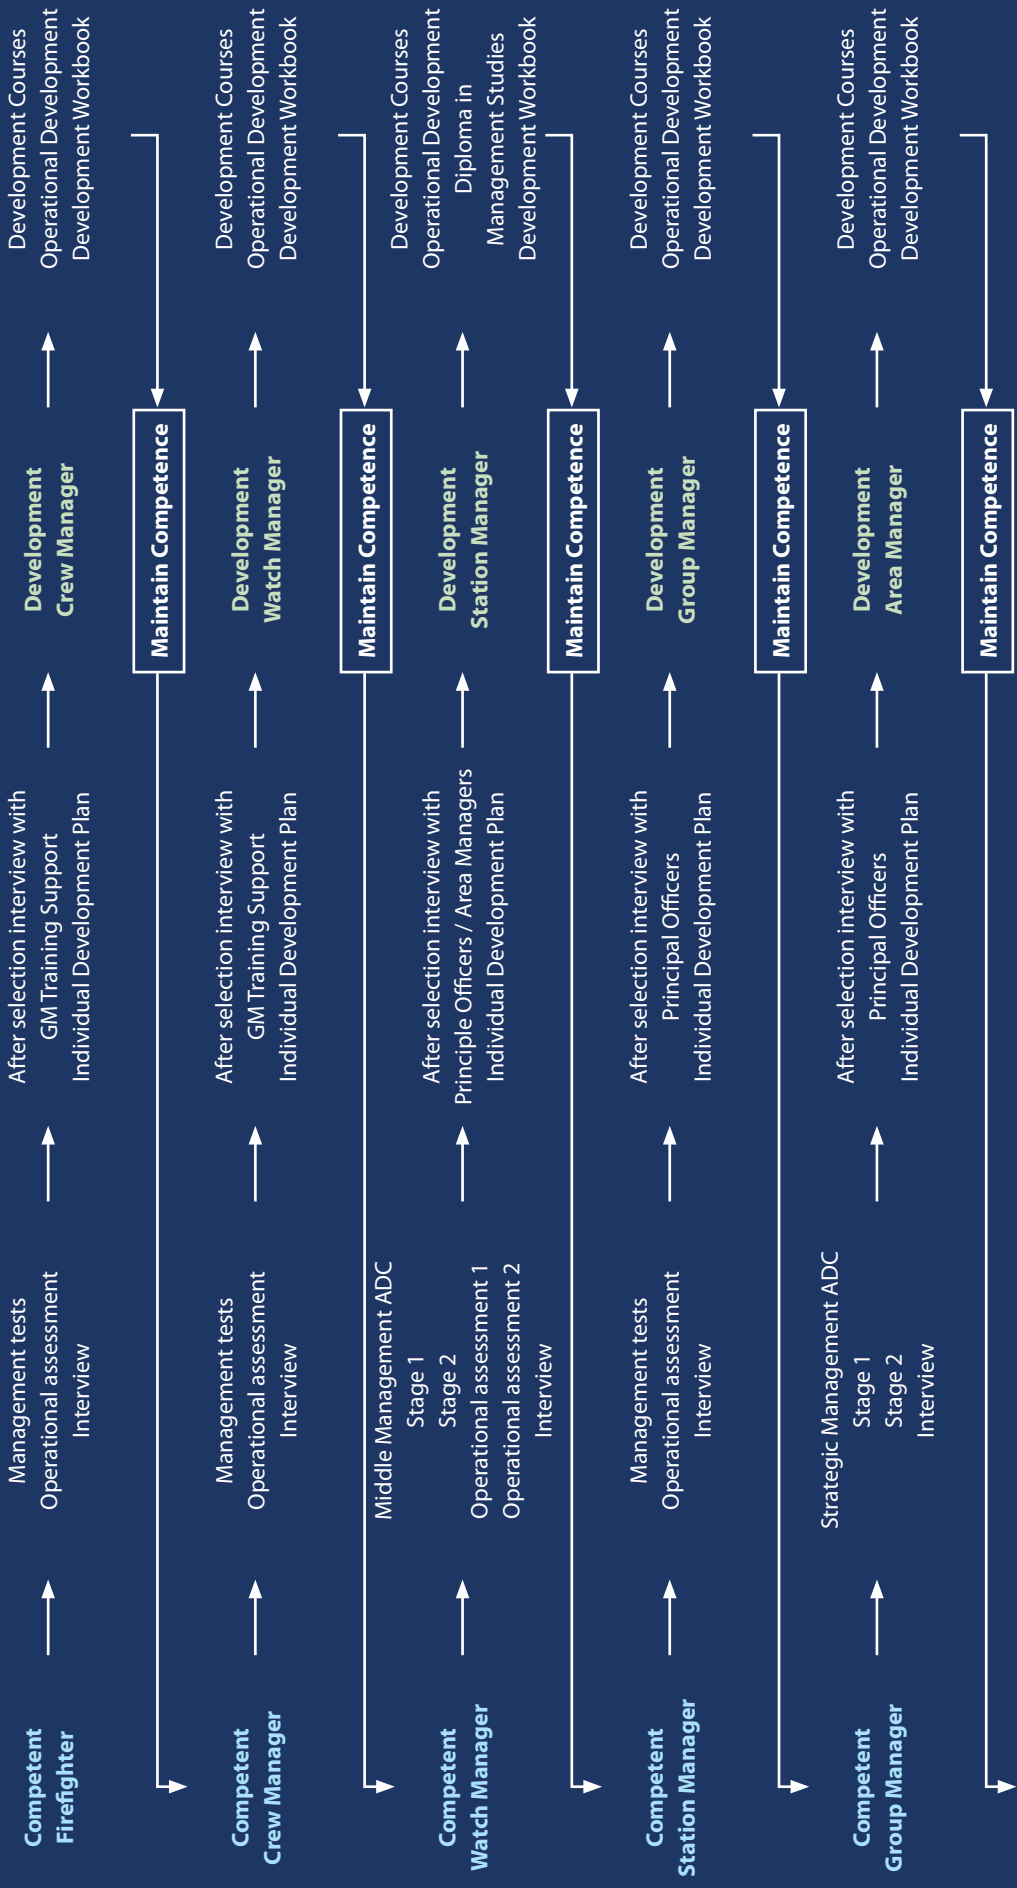 Competent
Firefighter
Management tests
Operational assessment
Interview
After selection interview with
GM Training Support
Individual Development Plan
Development
Crew Manager
Development Courses
Operational Development
Development Workbook
Maintain Competence
Competent
Crew Manager
Management tests
Operational assessment
Interview
After selection interview with
GM Training Support
Individual Development Plan
Development
Watch Manager
Development Courses
Operational Development
Development Workbook
Maintain Competence
Competent
Watch Manager
Middle Management ADC
Stage 1
Stage 2
Operational assessment 1
Operational assessment 2
Interview
After selection interview with
Principle Officers / Area Managers
Individual Development Plan
Development
Station Manager
Development Courses
Operational Development
Diploma in
Management Studies
Development Workbook
Maintain Competence
Competent
Station Manager
Management tests
Operational assessment
Interview
After selection interview with
Principal Officers
Individual Development Plan
Development
Group Manager
Development Courses
Operational Development
Development Workbook
Maintain Competence
Competent
Group Manager
Strategic Management ADC
Stage 1
Stage 2
Interview
After selection interview with
Principal Officers
Individual Development Plan
Development
Area Manager
Development Courses
Operational Development
Development Workbook
Maintain Competence